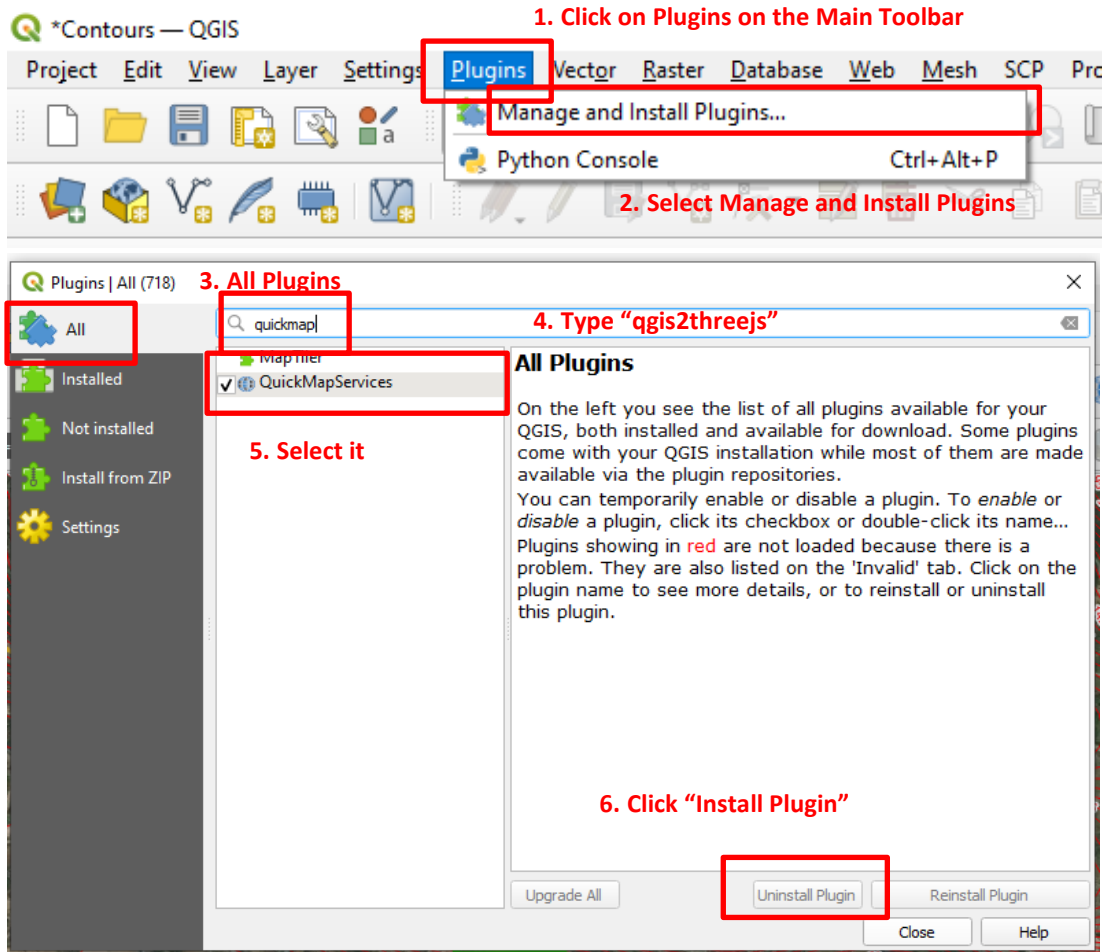 1. Click on Plugins on the Main Toolbar
*Contours — QGIS
Project Edit View Layer Settings Plugins Vector Raster Database Web Mesh SCP
Manage and Install Plugins...
a
Python Console Ctrl+Alt+P
2. Select Manage and Install Plugins
Plugins | All (718) 3. All Plugins
All quickmap 4. Type “qgis2threejs”
Installed
Not installed
Install from ZIP
Settings
QuickMapServices
5. Select it
All Plugins
On the left you see the list of all plugins available for your
QGIS, both installed and available for download. Some plugins
come with your QGIS installation while most of them are made
available via the plugin repositories.
You can temporarily enable or disable a plugin. To enable or
disable a plugin, click its checkbox or double-click its name...
Plugins showing in red are not loaded because there is a
problem. They are also listed on the 'Invalid' tab. Click on the
plugin name to see more details, or to reinstall or uninstall
this plugin.
6. Click “Install Plugin”
Upgrade All Uninstall Plugin Reinstall Plugin
Close Help